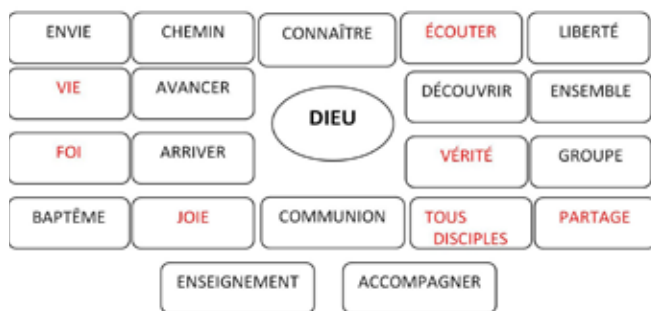 ENVIE CHEMIN CONNAÎTRE ÉCOUTER LIBERTÉ
VIE AVANCER DÉCOUVRIR ENSEMBLE
DIEU
FOI ARRIVER VÉRITÉ GROUPE
BAPTÊME JOIE COMMUNION TOUS PARTAGE
DISCIPLES
ENSEIGNEMENT ACCOMPAGNER